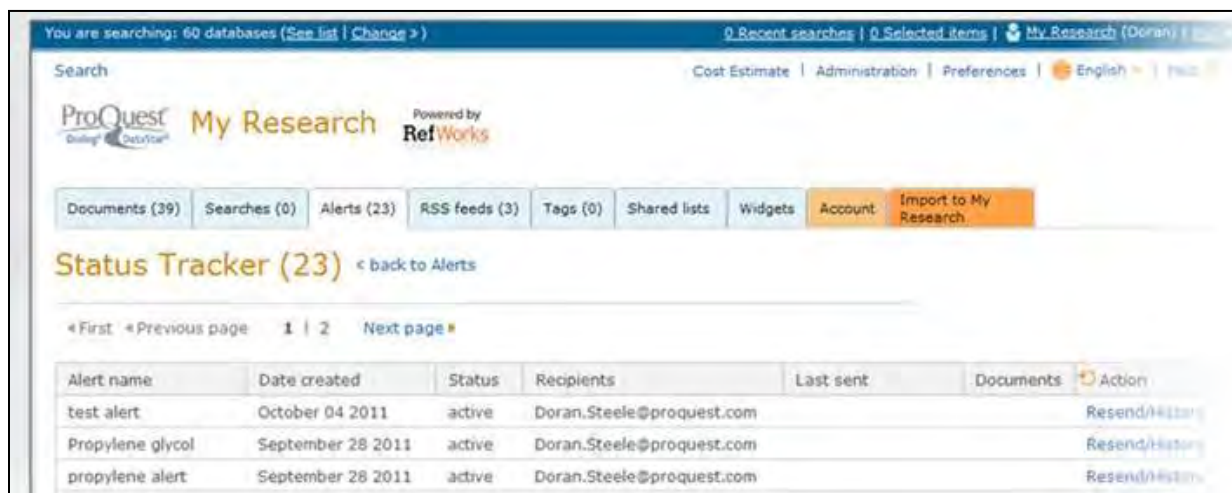 You are searching: 60 databases (See list | Change »)
0 Recent searches | 0 Selected items | My Research (Doran) |
Search
Cost Estimate | Administration | Preferences | English |
ProQuest
Dialog DataStar
My Research
Powered by
RefWorks
Documents (39) Searches (0) Alerts (23) RSS feeds (3) Tags (0) Shared lists Widgets Account Import to My
Research
Status Tracker (23) < back to Alerts
First Previous page 1 | 2 Next page
Alert name Date created Status Recipients Last sent Documents Action
test alert October 04 2011 active Doran.Steele@proquest.com Resend/History
Propylene glycol September 28 2011 active Doran.Steele@proquest.com Resend/History
propylene alert September 28 2011 active Doran.Steele@proquest.com Resend/History